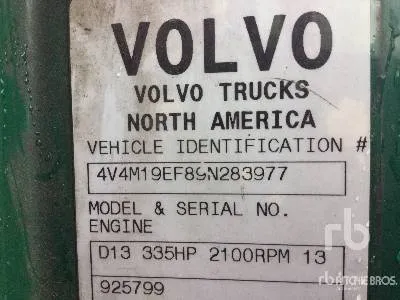 VOLVO
VOLVO TRUCKS
NORTH AMERICA
VEHICLE IDENTIFICATION #
4V4M19EF89N283977
MODEL & SERIAL NO.
ENGINE
D13 335HP 2100RPM 13
925799
rb
RITCHIE BROS.